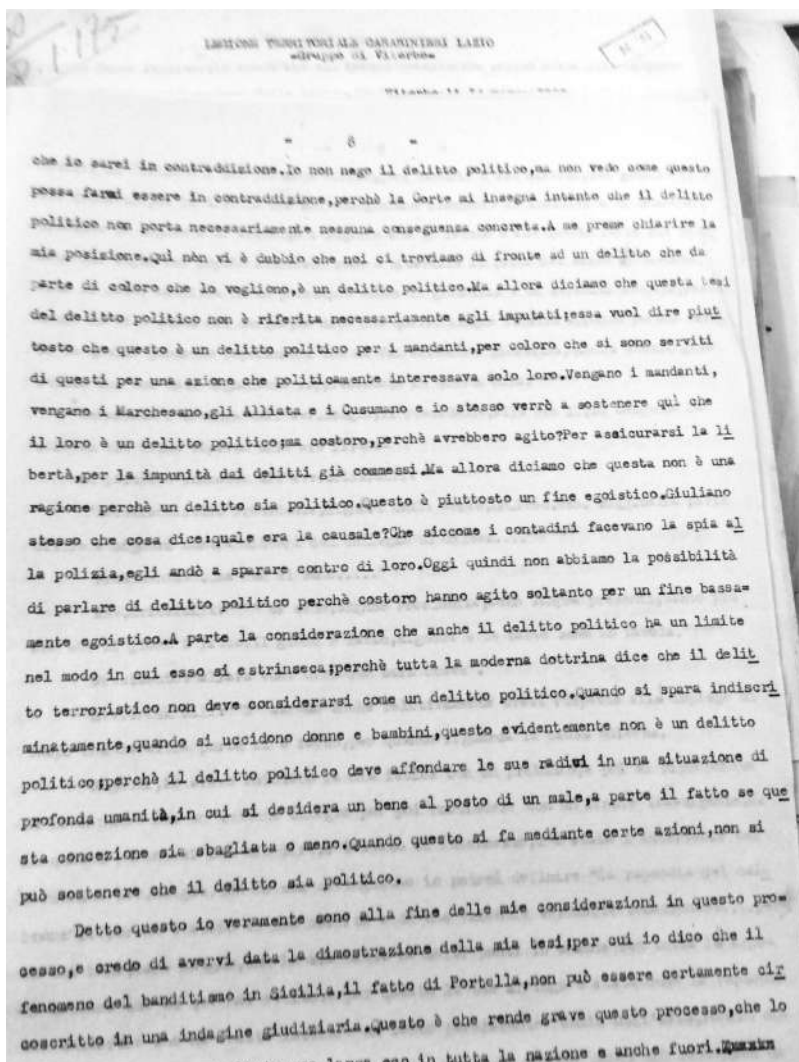 1175
LEGIONE TERRITORIALE CARABINIERI LAZIO
=Gruppo di Viterbo=
= 8 =
che io sarei in contraddizione.Io non nego il delitto politico,ma non vedo come questo
possa farmi essere in contraddizione,perchè la Corte mi insegna intanto che il delitto
politico non porta necessariamente nessuna conseguenza concreta.A me preme chiarire la
mia posizione.Quì nòn vi è dubbio che noi ci troviamo di fronte ad un delitto che da
parte di coloro che lo vogliono,è un delitto politico.Ma allora diciamo che questa tesi
del delitto politico non è riferita necessariamente agli imputati;essa vuol dire piut
tosto che questo è un delitto politico per i mandanti,per coloro che si sono serviti
di questi per una azione che politicamente interessava solo loro.Vengano i mandanti,
vengano i Marchesano,gli Alliata e i Cusumano e io stesso verrò a sostenere quì che
il loro è un delitto politico;ma costoro,perchè avrebbero agito?Per assicurarsi la li
bertà,per la impunità dai delitti già commessi.Ma allora diciamo che questa non è una
ragione perchè un delitto sia politico.Questo è piuttosto un fine egoistico.Giuliano
stesso che cosa dice:quale era la causale?Che siccome i contadini facevano la spia al
la polizia,egli andò a sparare contro di loro.Oggi quindi non abbiamo la possibilità
di parlare di delitto politico perchè costoro hanno agito soltanto per un fine bassa=
mente egoistico.A parte la considerazione che anche il delitto politico ha un limite
nel modo in cui esso si estrinseca;perchè tutta la moderna dottrina dice che il delit
to terroristico non deve considerarsi come un delitto politico.Quando si spara indiscri
minatamente,quando si uccidono donne e bambini,questo evidentemente non è un delitto
politico;perchè il delitto politico deve affondare le sue radici in una situazione di
profonda umanità,in cui si desidera un bene al posto di un male,a parte il fatto se que
sta concezione sia sbagliata o meno.Quando questo si fa mediante certe azioni,non si
può sostenere che il delitto sia politico.
Detto questo io veramente sono alla fine delle mie considerazioni in questo pro=
cesso,e credo di avervi data la dimostrazione della mia tesi;per cui io dico che il
fenomeno del banditismo in Sicilia,il fatto di Portella,non può essere certamente cir
coscritto in una indagine giudiziaria.Questo è che rende grave questo processo,che lo
in tutta la nazione e anche fuori.